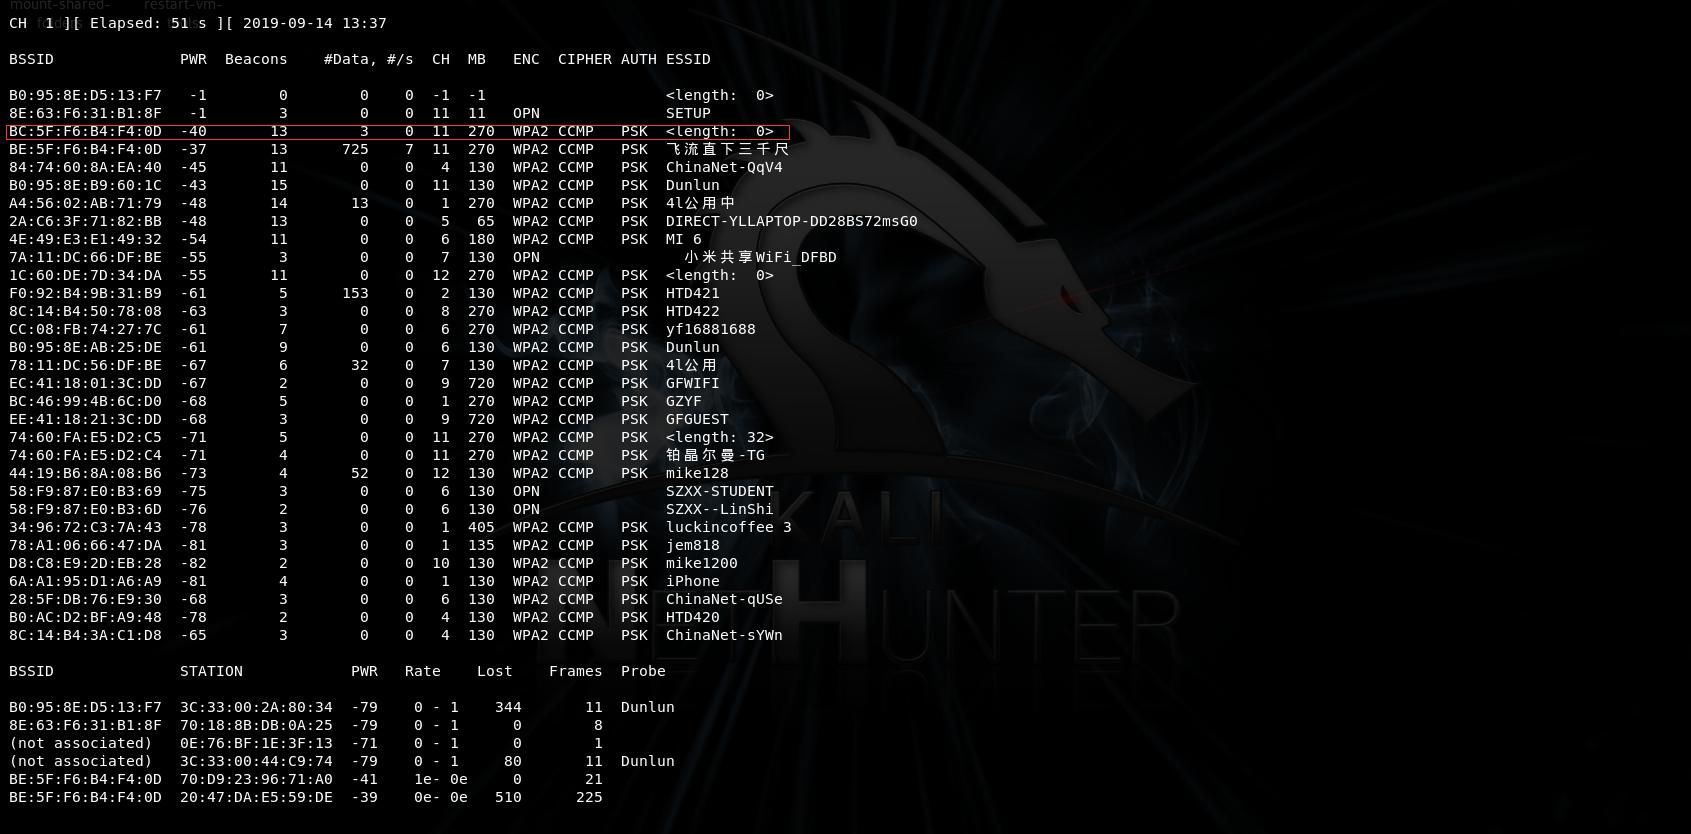 mount-shared- restart-vm-
CH  1 ][ Elapsed: 51 s ][ 2019-09-14 13:37
BSSID              PWR  Beacons    #Data, #/s  CH  MB   ENC  CIPHER AUTH ESSID
B0:95:8E:D5:13:F7   -1        0        0    0  -1  -1                    <length:  0>
8E:63:F6:31:B1:8F   -1        3        0    0  11  11   OPN              SETUP
BC:5F:F6:B4:F4:0D  -40       13        3    0  11  270  WPA2 CCMP   PSK  <length:  0>
BE:5F:F6:B4:F4:0D  -37       13      725    7  11  270  WPA2 CCMP   PSK  飞流直下三千尺
84:74:60:8A:EA:40  -45       11        0    0   4  130  WPA2 CCMP   PSK  ChinaNet-QqV4
B0:95:8E:B9:60:1C  -43       15        0    0  11  130  WPA2 CCMP   PSK  Dunlun
A4:56:02:AB:71:79  -48       14       13    0   1  270  WPA2 CCMP   PSK  4l公用中
2A:C6:3F:71:82:BB  -48       13        0    0   5   65  WPA2 CCMP   PSK  DIRECT-YLLAPTOP-DD28BS72msG0
4E:49:E3:E1:49:32  -54       11        0    0   6  180  WPA2 CCMP   PSK  MI 6
7A:11:DC:66:DF:BE  -55        3        0    0   7  130  OPN                小米共享WiFi_DFBD
1C:60:DE:7D:34:DA  -55       11        0    0  12  270  WPA2 CCMP   PSK  <length:  0>
F0:92:B4:9B:31:B9  -61        5      153    0   2  130  WPA2 CCMP   PSK  HTD421
8C:14:B4:50:78:08  -63        3        0    0   8  270  WPA2 CCMP   PSK  HTD422
CC:08:FB:74:27:7C  -61        7        0    0   6  270  WPA2 CCMP   PSK  yf16881688
B0:95:8E:AB:25:DE  -61        9        0    0   6  130  WPA2 CCMP   PSK  Dunlun
78:11:DC:56:DF:BE  -67        6       32    0   7  130  WPA2 CCMP   PSK  4l公用
EC:41:18:01:3C:DD  -67        2        0    0   9  720  WPA2 CCMP   PSK  GFWIFI
BC:46:99:4B:6C:D0  -68        5        0    0   1  270  WPA2 CCMP   PSK  GZYF
EE:41:18:21:3C:DD  -68        3        0    0   9  720  WPA2 CCMP   PSK  GFGUEST
74:60:FA:E5:D2:C5  -71        5        0    0  11  270  WPA2 CCMP   PSK  <length: 32>
74:60:FA:E5:D2:C4  -71        4        0    0  11  270  WPA2 CCMP   PSK  铂晶尔曼-TG
44:19:B6:8A:08:B6  -73        4       52    0  12  130  WPA2 CCMP   PSK  mike128
58:F9:87:E0:B3:69  -75        3        0    0   6  130  OPN              SZXX-STUDENT
58:F9:87:E0:B3:6D  -76        2        0    0   6  130  OPN              SZXX--LinShi
34:96:72:C3:7A:43  -78        3        0    0   1  405  WPA2 CCMP   PSK  luckincoffee 3
78:A1:06:66:47:DA  -81        3        0    0   1  135  WPA2 CCMP   PSK  jem818
D8:C8:E9:2D:EB:28  -82        2        0    0  10  130  WPA2 CCMP   PSK  mike1200
6A:A1:95:D1:A6:A9  -81        4        0    0   1  130  WPA2 CCMP   PSK  iPhone
28:5F:DB:76:E9:30  -68        3        0    0   6  130  WPA2 CCMP   PSK  ChinaNet-qUSe
B0:AC:D2:BF:A9:48  -78        2        0    0   4  130  WPA2 CCMP   PSK  HTD420
8C:14:B4:3A:C1:D8  -65        3        0    0   4  130  WPA2 CCMP   PSK  ChinaNet-sYWn
KALI
NETHUNTER
BSSID              STATION            PWR   Rate    Lost    Frames  Probe
B0:95:8E:D5:13:F7  3C:33:00:2A:80:34  -79    0 - 1    344       11  Dunlun
8E:63:F6:31:B1:8F  70:18:8B:DB:0A:25  -79    0 - 1      0        8
(not associated)   0E:76:BF:1E:3F:13  -71    0 - 1      0        1
(not associated)   3C:33:00:44:C9:74  -79    0 - 1     80       11  Dunlun
BE:5F:F6:B4:F4:0D  70:D9:23:96:71:A0  -41    1e- 0e     0       21
BE:5F:F6:B4:F4:0D  20:47:DA:E5:59:DE  -39    0e- 0e   510      225